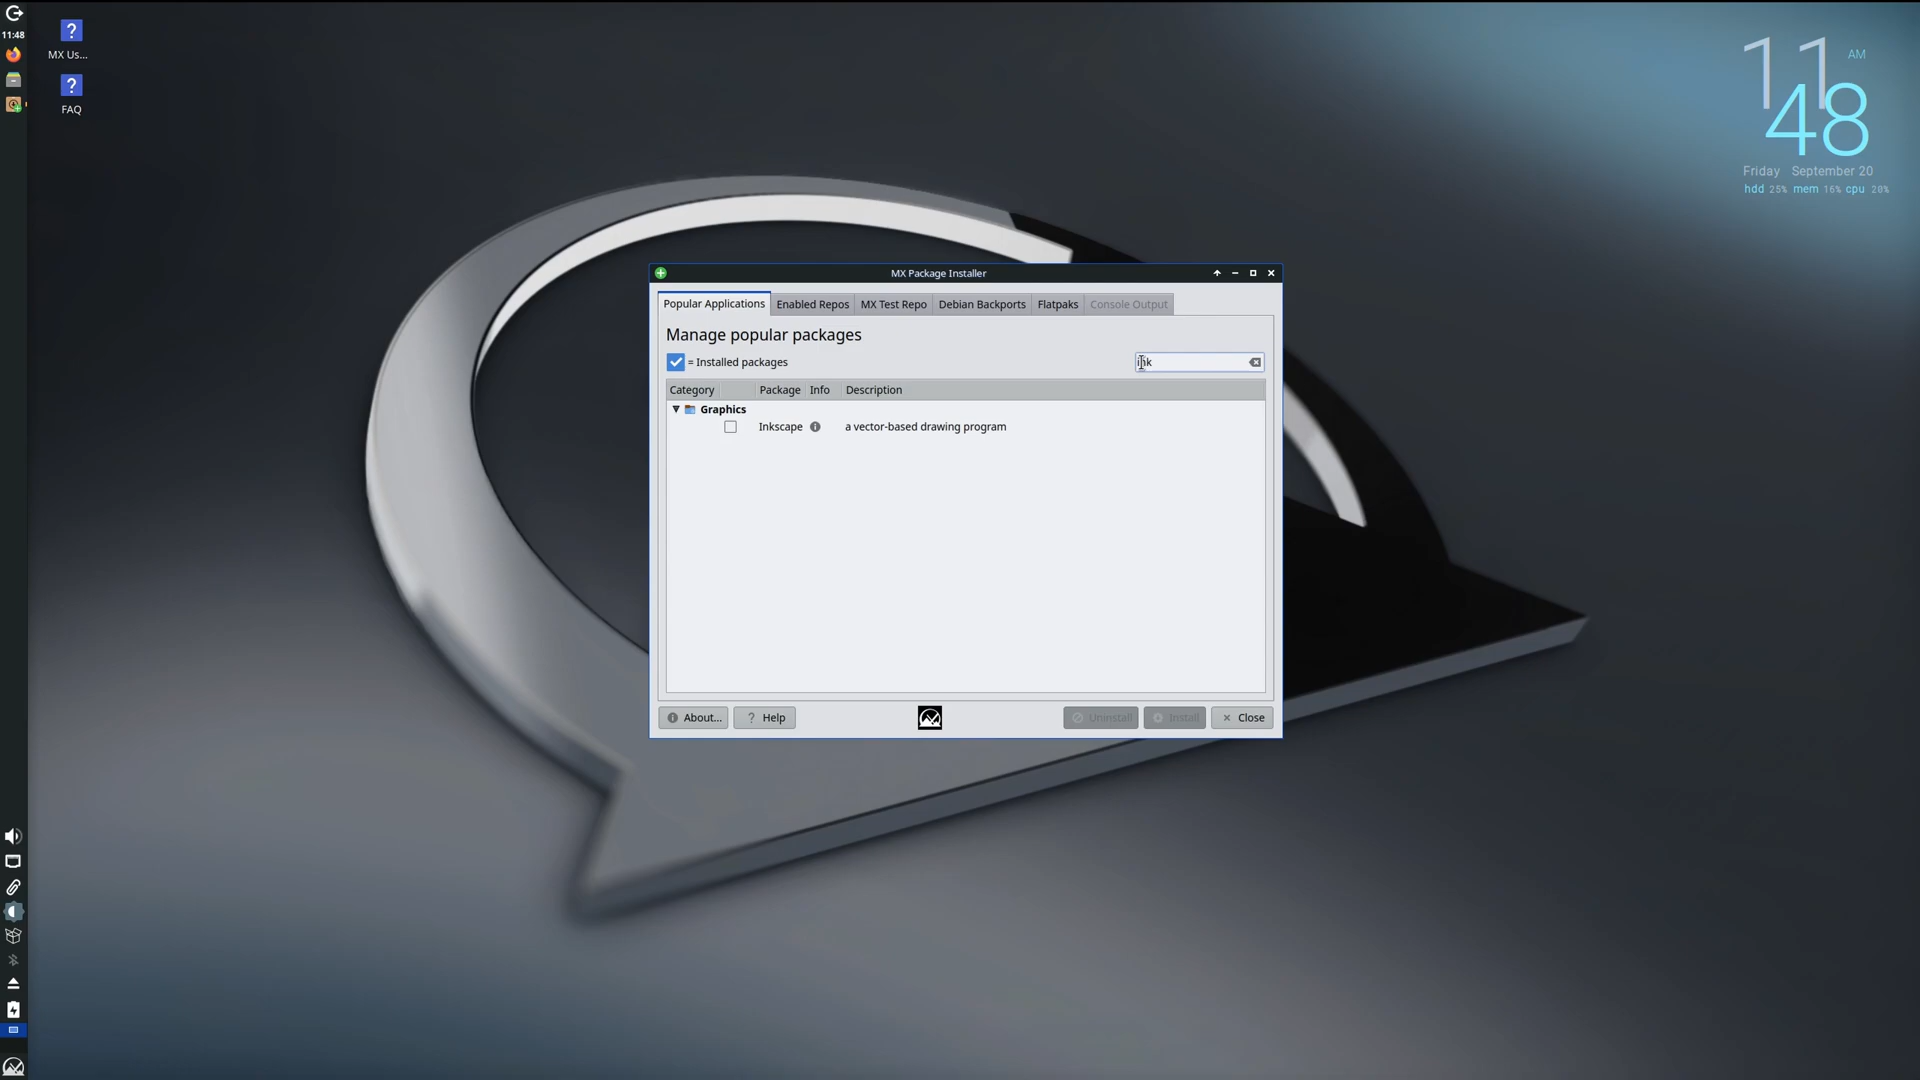 11:48
MX Us...
FAQ
11
AM
48
Friday September 20
hdd 25% mem 16% cpu 20%
MX Package Installer
Popular Applications
Enabled Repos
MX Test Repo
Debian Backports
Flatpaks
Console Output
Manage popular packages
= Installed packages
ink
Category
Package
Info
Description
Graphics
Inkscape
a vector-based drawing program
About...
? Help
Uninstall
Install
Close